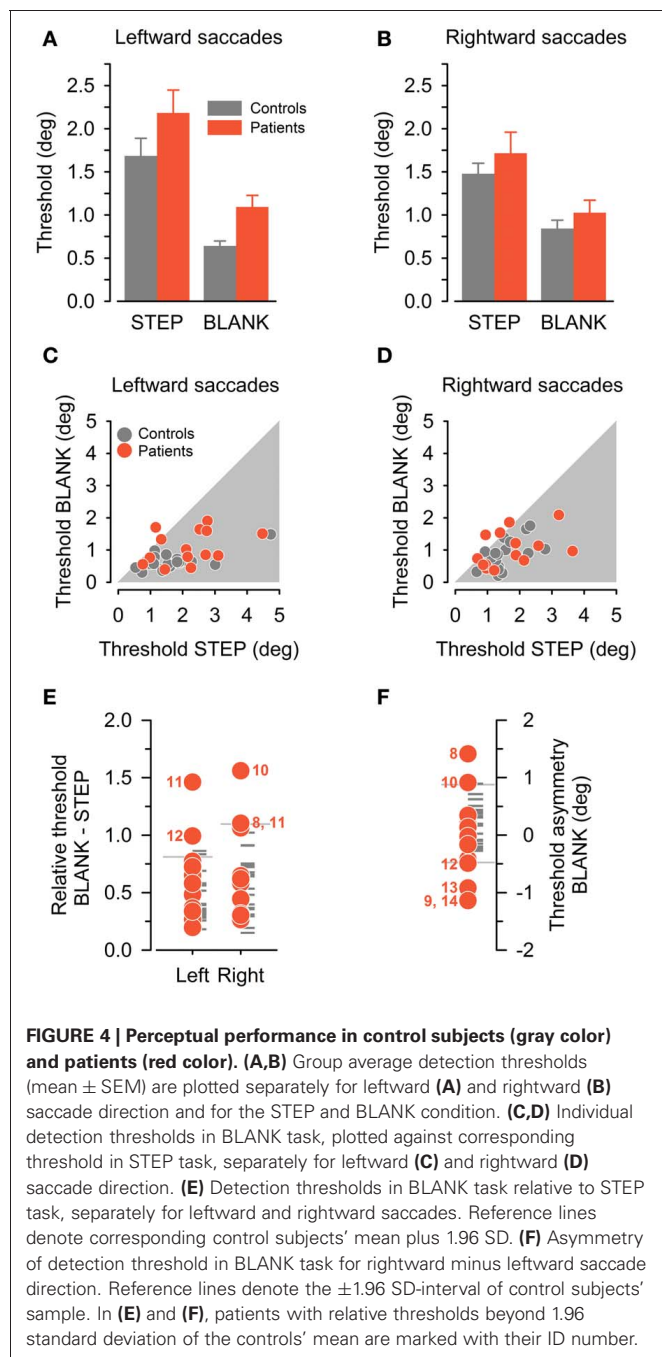 A
Leftward saccades
B
Rightward saccades
Threshold (deg)
2.5
2.0
1.5
1.0
0.5
0.0
Controls
Patients
STEP
BLANK
Threshold (deg)
2.5
2.0
1.5
1.0
0.5
0.0
STEP
BLANK
C
Leftward saccades
D
Rightward saccades
Threshold BLANK (deg)
5
4
3
2
1
0
Controls
Patients
0 1 2 3 4 5
Threshold STEP (deg)
Threshold BLANK (deg)
5
4
3
2
1
0
0 1 2 3 4 5
Threshold STEP (deg)
E
Relative threshold
BLANK - STEP
2.0
1.5
1.0
0.5
0.0
11
12
10
8, 11
Left Right
F
8
10
12
13
9, 14
2
1
0
-1
-2
Threshold asymmetry
BLANK (deg)
FIGURE 4 | Perceptual performance in control subjects (gray color)
and patients (red color). (A,B) Group average detection thresholds
(mean ± SEM) are plotted separately for leftward (A) and rightward (B)
saccade direction and for the STEP and BLANK condition. (C,D) Individual
detection thresholds in BLANK task, plotted against corresponding
threshold in STEP task, separately for leftward (C) and rightward (D)
saccade direction. (E) Detection thresholds in BLANK task relative to STEP
task, separately for leftward and rightward saccades. Reference lines
denote corresponding control subjects' mean plus 1.96 SD. (F) Asymmetry
of detection threshold in BLANK task for rightward minus leftward saccade
direction. Reference lines denote the ±1.96 SD-interval of control subjects'
sample. In (E) and (F), patients with relative thresholds beyond 1.96
standard deviation of the controls' mean are marked with their ID number.